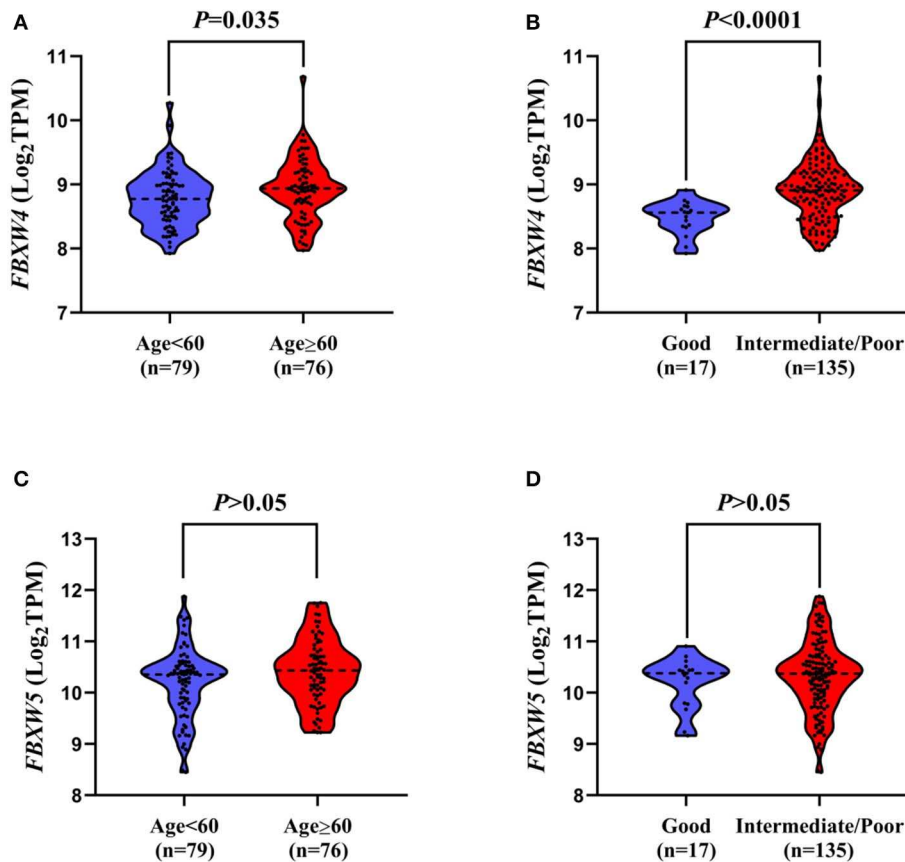 A
P=0.035
FBXW4 (Log₂TPM)
11
10
9
8
7
Age<60
(n=79)
Age≥60
(n=76)
B
P<0.0001
FBXW4 (Log₂TPM)
11
10
9
8
7
Good
(n=17)
Intermediate/Poor
(n=135)
C
P>0.05
FBXW5 (Log₂TPM)
13
12
11
10
9
8
Age<60
(n=79)
Age≥60
(n=76)
D
P>0.05
FBXW5 (Log₂TPM)
13
12
11
10
9
8
Good
(n=17)
Intermediate/Poor
(n=135)